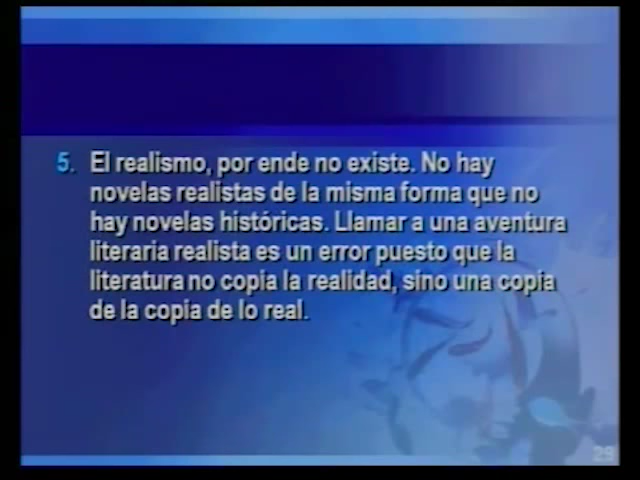 5. El realismo, por ende no existe. No hay
novelas realistas de la misma forma que no
hay novelas históricas. Llamar a una aventura
literaria realista es un error puesto que la
literatura no copia la realidad, sino una copia
de la copia de lo real.
29